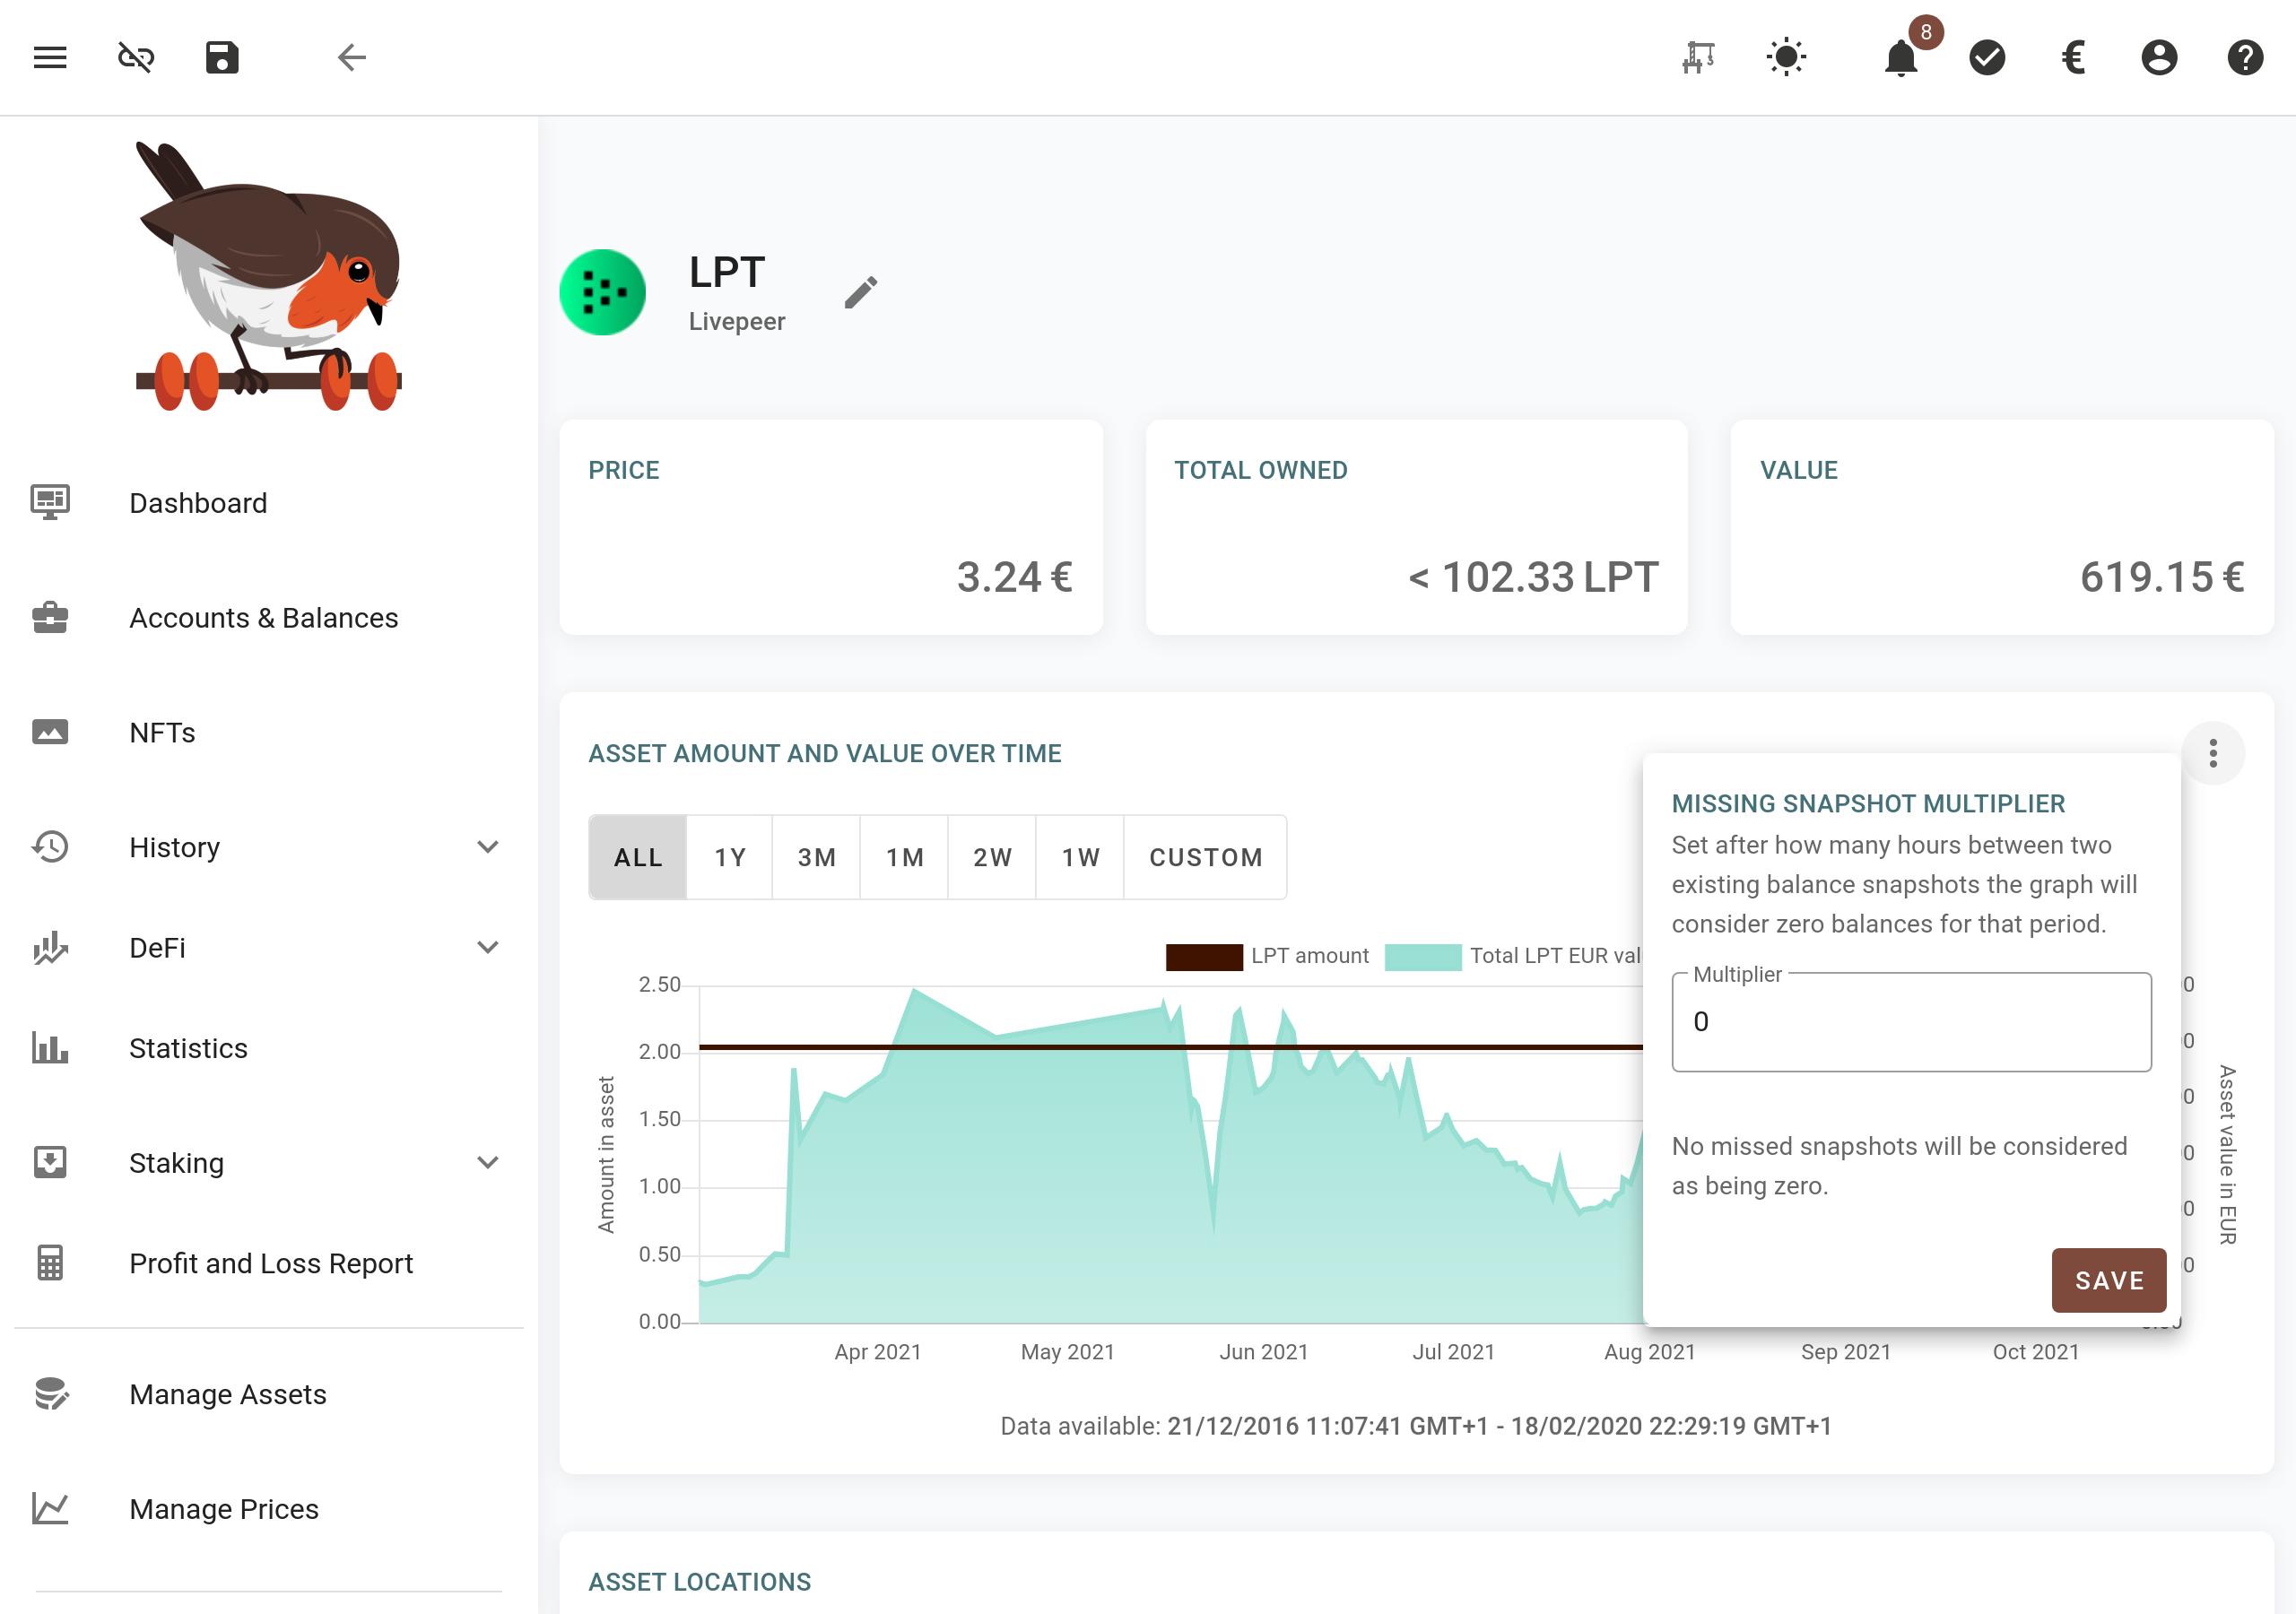 8
Dashboard
Accounts & Balances
NFTs
History
DeFi
Statistics
Staking
Profit and Loss Report
Manage Assets
Manage Prices
LPT
Livepeer
PRICE
3.24 €
TOTAL OWNED
< 102.33 LPT
VALUE
619.15 €
ASSET AMOUNT AND VALUE OVER TIME
ALL 1Y 3M 1M 2W 1W CUSTOM
MISSING SNAPSHOT MULTIPLIER
Set after how many hours between two
existing balance snapshots the graph will
consider zero balances for that period.
Multiplier
0
No missed snapshots will be considered
as being zero.
SAVE
LPT amount Total LPT EUR val
2.50
2.00
1.50
1.00
0.50
0.00
Amount in asset
Asset value in EUR
Apr 2021 May 2021 Jun 2021 Jul 2021 Aug 2021 Sep 2021 Oct 2021
Data available: 21/12/2016 11:07:41 GMT+1 - 18/02/2020 22:29:19 GMT+1
ASSET LOCATIONS